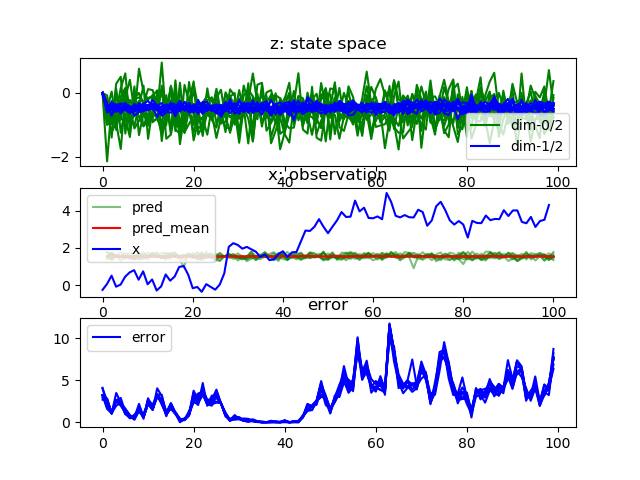 z: state space
0
−2
dim-0/2
dim-1/2
0 20 40 60 80 100
x: observation
4
2
0
pred
pred_mean
x
0 20 40 60 80 100
error
10
5
0
error
0 20 40 60 80 100